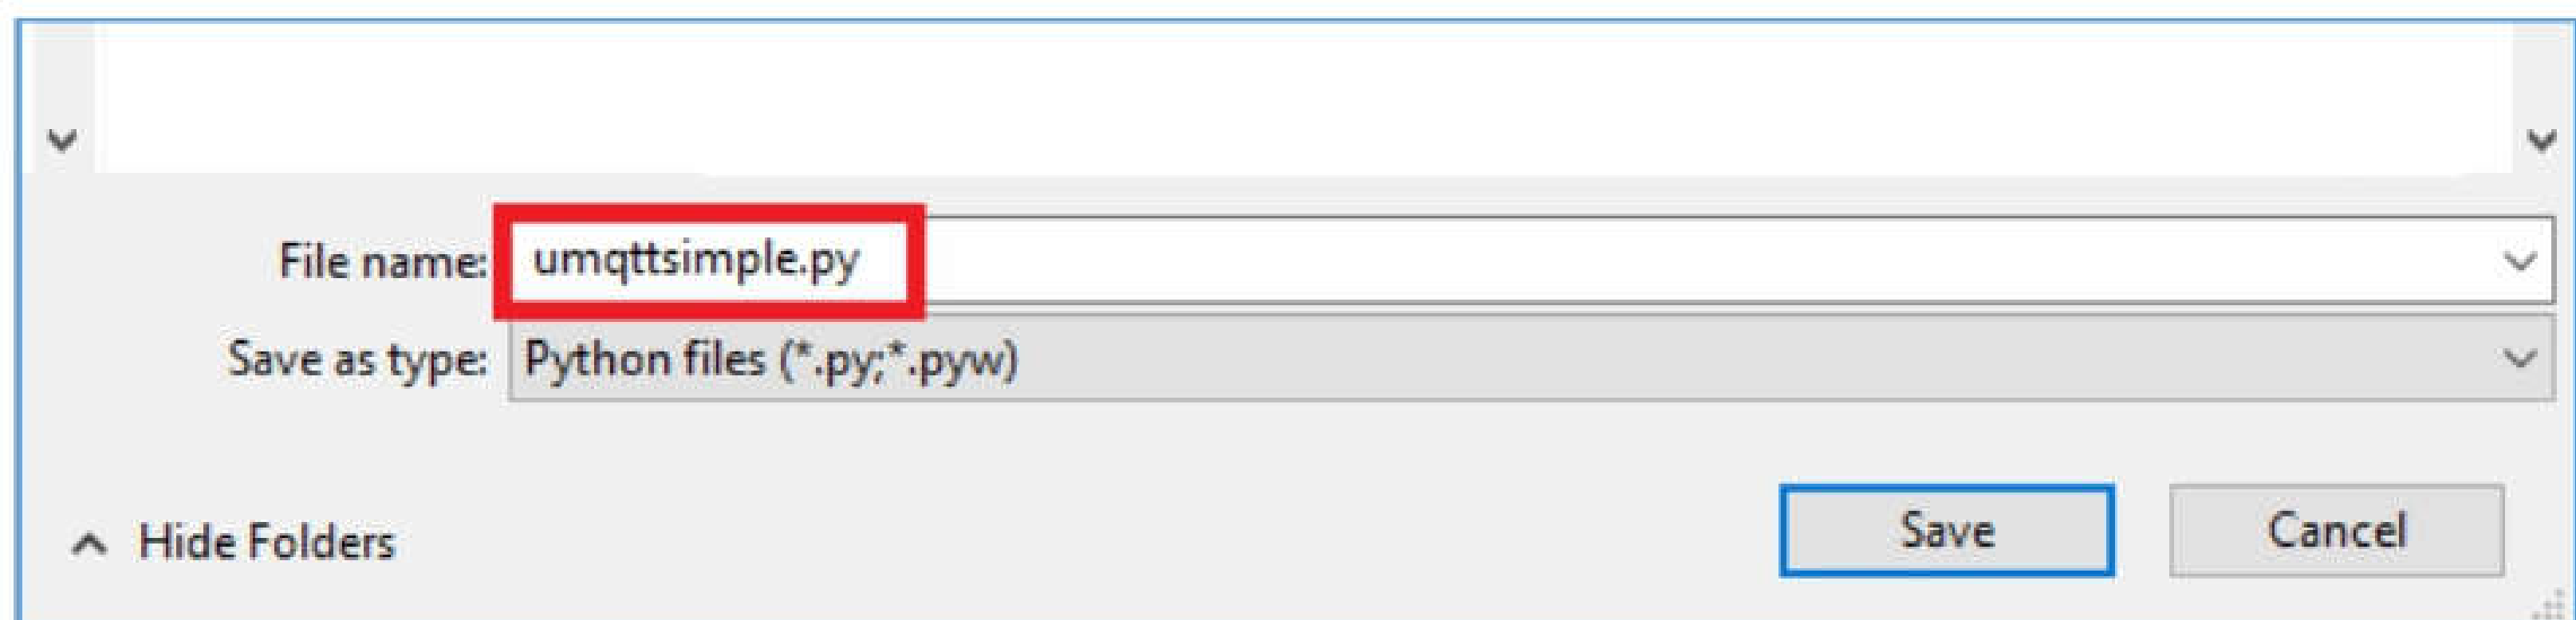 File name: umqttsimple.py
Save as type: Python files (*.py;*.pyw)
Hide Folders Save Cancel